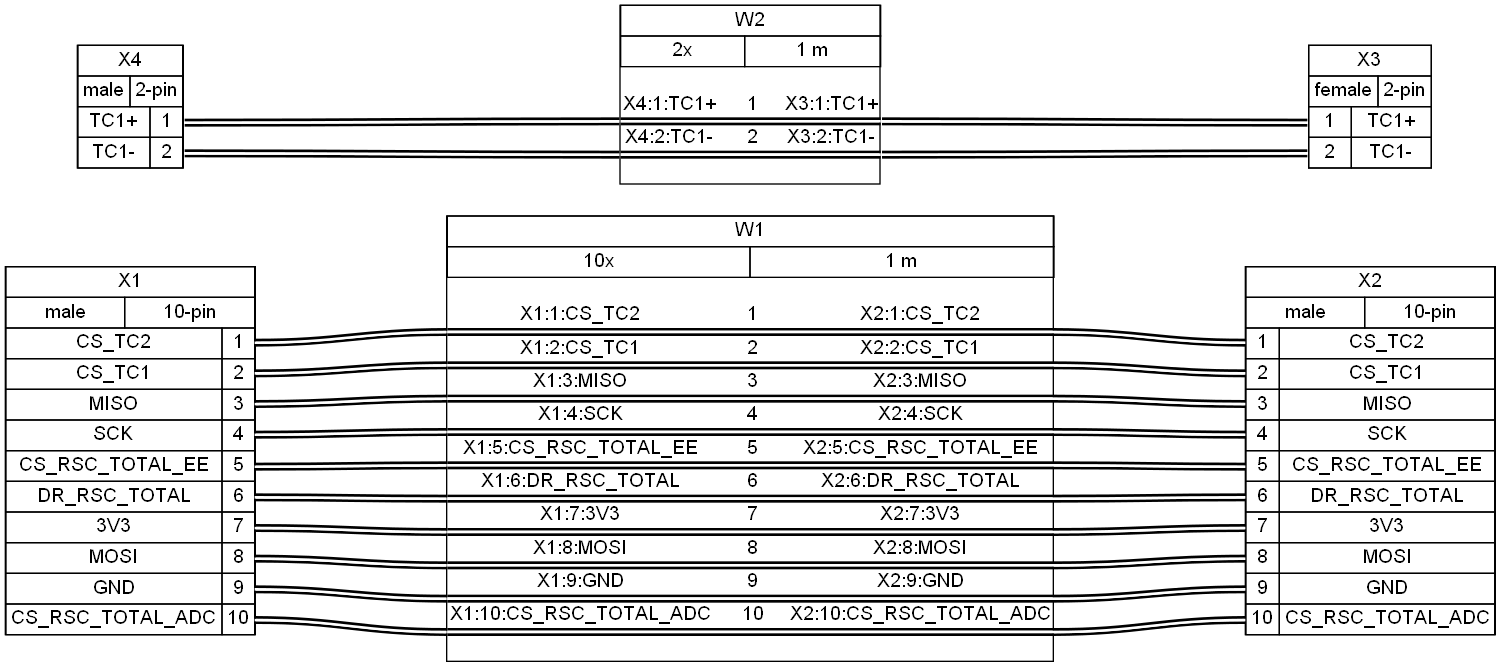 W2
2x 1 m
X4:1:TC1+ 1 X3:1:TC1+
X4:2:TC1- 2 X3:2:TC1-
X4
male 2-pin
TC1+ 1
TC1- 2
X3
female 2-pin
1 TC1+
2 TC1-
W1
10x 1 m
X1:1:CS_TC2 1 X2:1:CS_TC2
X1:2:CS_TC1 2 X2:2:CS_TC1
X1:3:MISO 3 X2:3:MISO
X1:4:SCK 4 X2:4:SCK
X1:5:CS_RSC_TOTAL_EE 5 X2:5:CS_RSC_TOTAL_EE
X1:6:DR_RSC_TOTAL 6 X2:6:DR_RSC_TOTAL
X1:7:3V3 7 X2:7:3V3
X1:8:MOSI 8 X2:8:MOSI
X1:9:GND 9 X2:9:GND
X1:10:CS_RSC_TOTAL_ADC 10 X2:10:CS_RSC_TOTAL_ADC
X1
male 10-pin
CS_TC2 1
CS_TC1 2
MISO 3
SCK 4
CS_RSC_TOTAL_EE 5
DR_RSC_TOTAL 6
3V3 7
MOSI 8
GND 9
CS_RSC_TOTAL_ADC 10
X2
male 10-pin
1 CS_TC2
2 CS_TC1
3 MISO
4 SCK
5 CS_RSC_TOTAL_EE
6 DR_RSC_TOTAL
7 3V3
8 MOSI
9 GND
10 CS_RSC_TOTAL_ADC